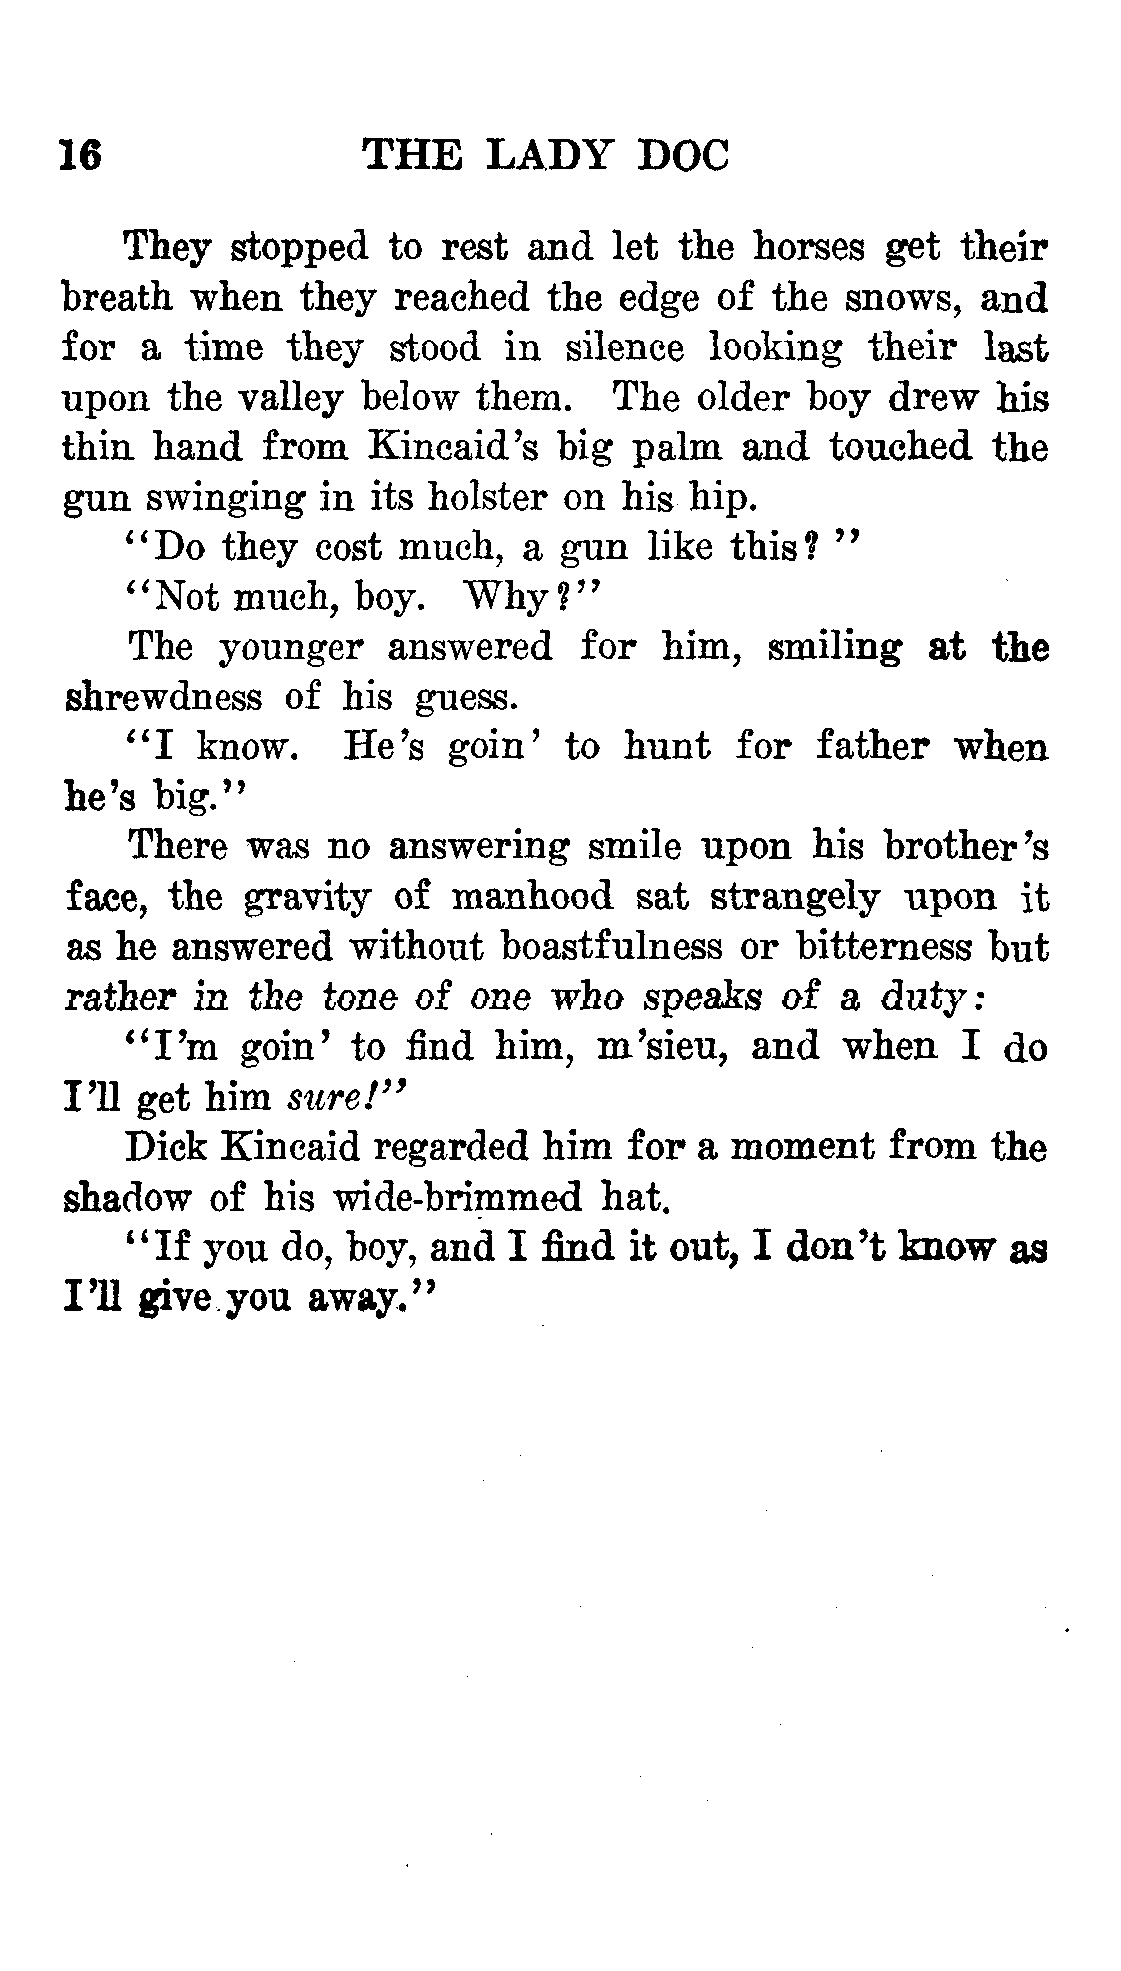 16 THE LADY DOC
They stopped to rest and let the horses get their
breath when they reached the edge of the snows, and
for a time they stood in silence looking their last
upon the valley below them. The older boy drew his
thin hand from Kincaid's big palm and touched the
gun swinging in its holster on his hip.
"Do they cost much, a gun like this? "
"Not much, boy. Why?"
The younger answered for him, smiling at the
shrewdness of his guess.
"I know. He's goin' to hunt for father when
he's big."
There was no answering smile upon his brother's
face, the gravity of manhood sat strangely upon it
as he answered without boastfulness or bitterness but
rather in the tone of one who speaks of a duty:
"I'm goin' to find him, m'sieu, and when I do
I'll get him sure!"
Dick Kincaid regarded him for a moment from the
shadow of his wide-brimmed hat.
"If you do, boy, and I find it out, I don't know as
I'll give you away."